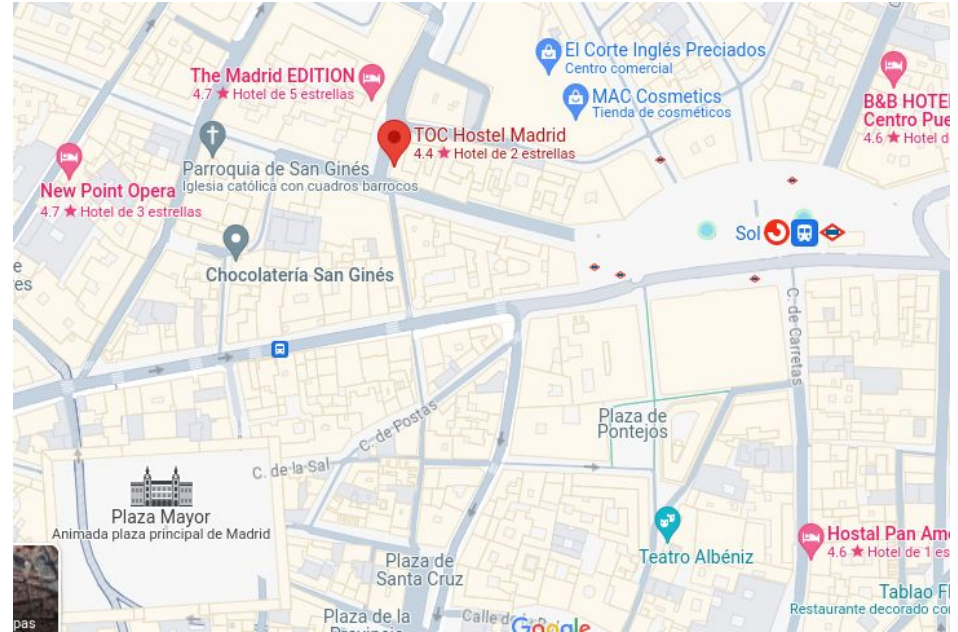 El Corte Inglés Preciados
Centro comercial
The Madrid EDITION
4.7 ★ Hotel de 5 estrellas
MAC Cosmetics
Tienda de cosméticos
B&B HOTE
Centro Pue
4.6 ★ Hotel d
TOC Hostel Madrid
4.4 ★ Hotel de 2 estrellas
Parroquia de San Ginés
Iglesia católica con cuadros barrocos
New Point Opera
4.7 ★ Hotel de 3 estrellas
Sol
e
es
Chocolatería San Ginés
C. de Carretas
C. de Postas
Plaza de
Pontejos
C. de la Sal
Plaza Mayor
Animada plaza principal de Madrid
Hostal Pan Ame
4.6 ★ Hotel de 1 es
Teatro Albéniz
Plaza de
Santa Cruz
Tablao Fl
Restaurante decorado co
Plaza de la
Calle de
Google
pas